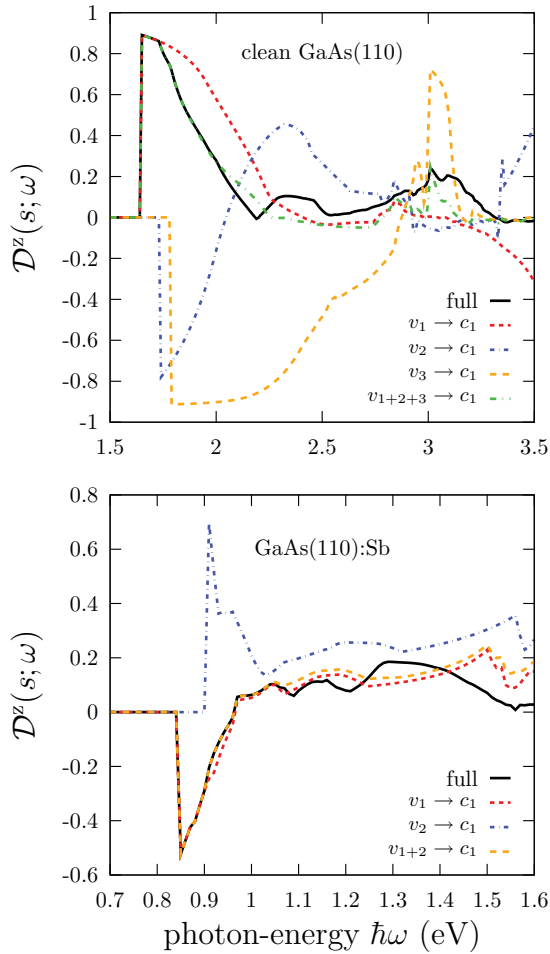 clean GaAs(110)
𝒟ᶻ(s; ω)
1
0.8
0.6
0.4
0.2
0
-0.2
-0.4
-0.6
-0.8
-1
full
v₁ → c₁
v₂ → c₁
v₃ → c₁
v₁₊₂₊₃ → c₁
1.5 2 2.5 3 3.5
GaAs(110):Sb
𝒟ᶻ(s; ω)
0.8
0.6
0.4
0.2
0
-0.2
-0.4
-0.6
full
v₁ → c₁
v₂ → c₁
v₁₊₂ → c₁
0.7 0.8 0.9 1 1.1 1.2 1.3 1.4 1.5 1.6
photon-energy ℏω (eV)